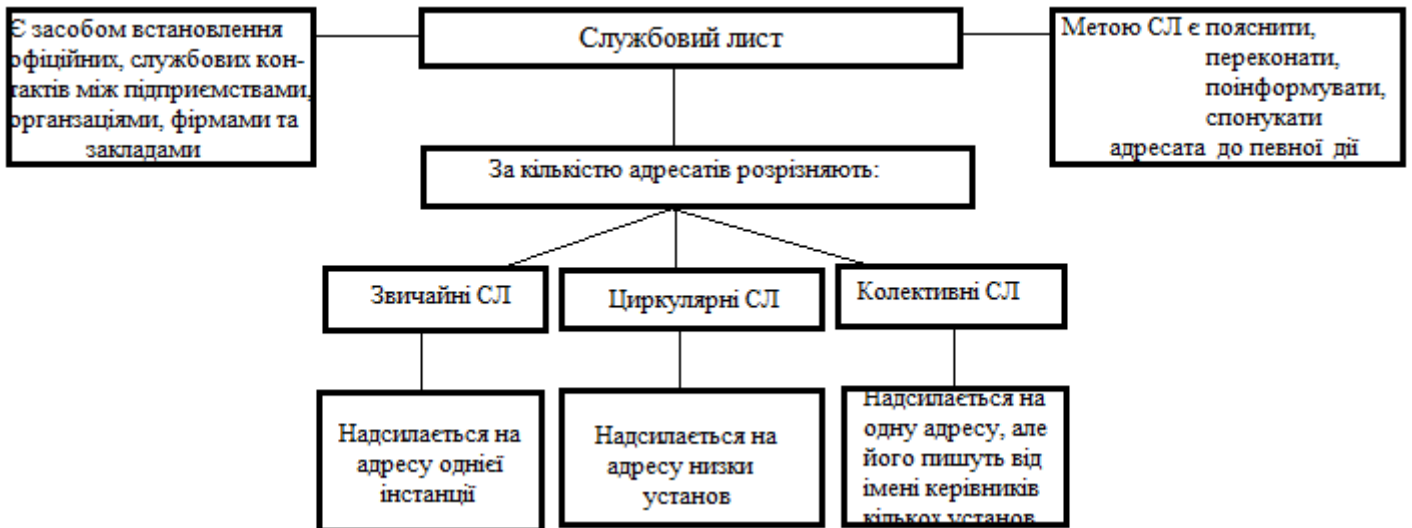 Є засобом встановлення
офіційних, службових кон-
тактів між підприємствами,
органзаціями, фірмами та
закладами
Службовий лист
Метою СЛ є пояснити,
переконати,
поінформувати,
спонукати
адресата до певної дії
За кількістю адресатів розрізняють:
Звичайні СЛ
Циркулярні СЛ
Колективні СЛ
Надсилається на
адресу однієї
інстанції
Надсилається на
адресу низки
установ
Надсилається на
одну адресу, але
його пишуть від
імені керівників
кількох установ